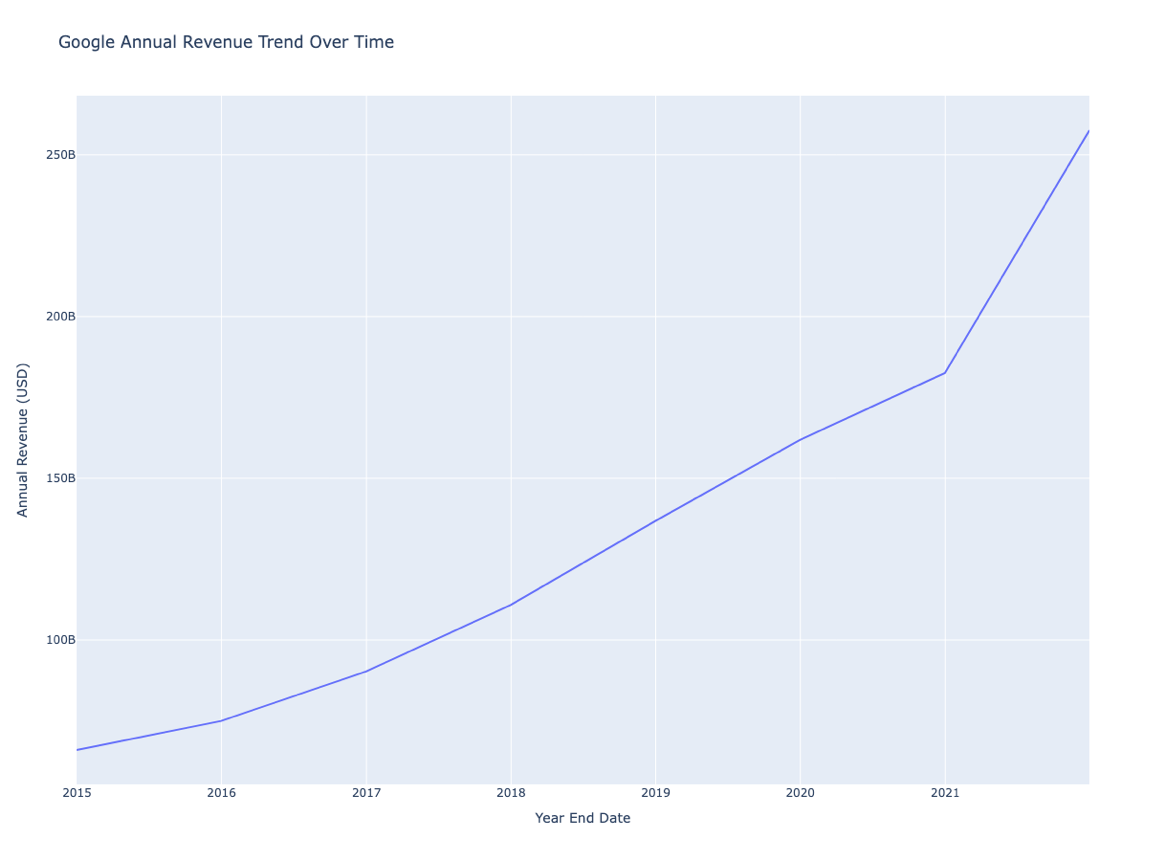 Google Annual Revenue Trend Over Time
250B
200B
150B
100B
Annual Revenue (USD)
2015 2016 2017 2018 2019 2020 2021
Year End Date